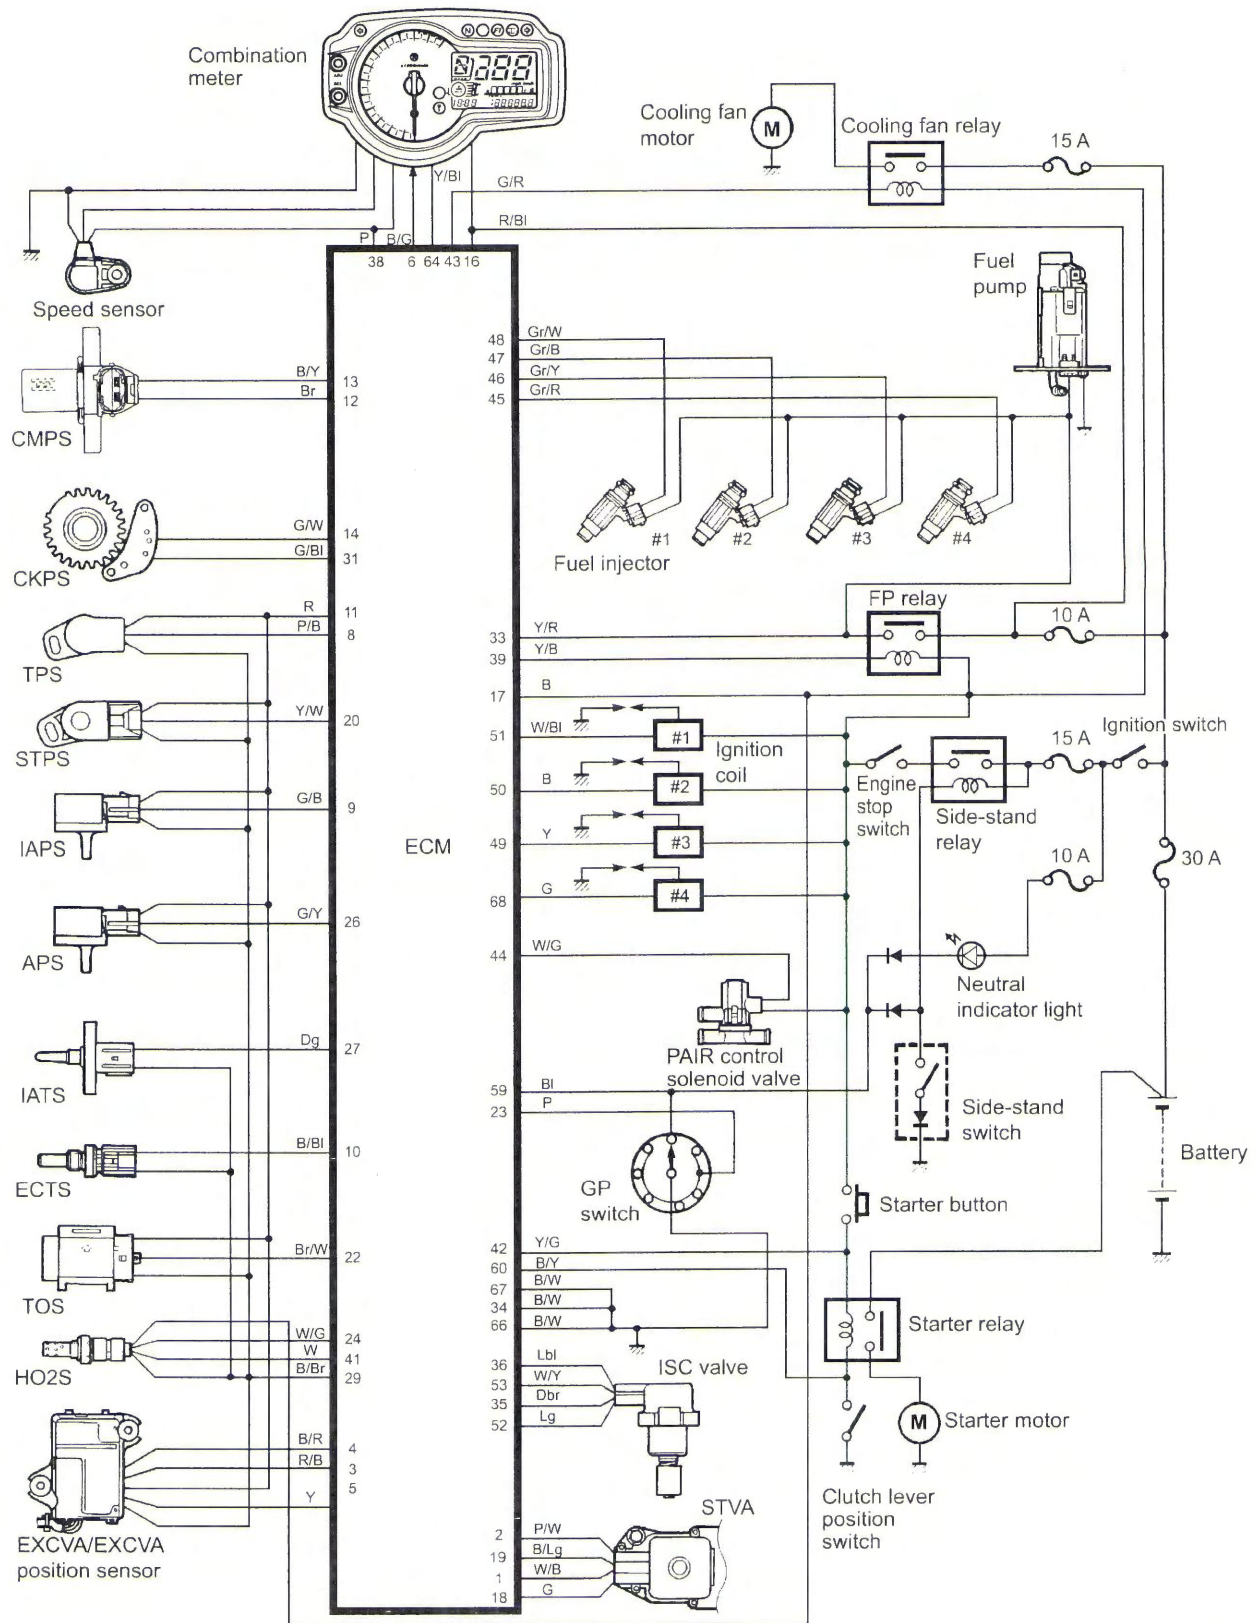 Combination
meter
Cooling fan
motor
M
Cooling fan relay
15 A
Y/Bl
G/R
R/Bl
P
B/G
38
6
64
43
16
Speed sensor
Fuel
pump
CMPS
B/Y
13
Br
12
48
Gr/W
47
Gr/B
46
Gr/Y
45
Gr/R
#1
#2
#3
#4
Fuel injector
CKPS
G/W
14
G/Bl
31
TPS
R
11
P/B
8
33
Y/R
39
Y/B
17
B
FP relay
10 A
STPS
Y/W
20
51
W/Bl
#1
Ignition
coil
50
B
#2
49
Y
#3
68
G
#4
Engine
stop
switch
Side-stand
relay
15 A
Ignition switch
10 A
30 A
IAPS
G/B
9
ECM
APS
G/Y
26
44
W/G
PAIR control
solenoid valve
Neutral
indicator light
IATS
Dg
27
59
Bl
23
P
Side-stand
switch
Battery
ECTS
B/Bl
10
GP
switch
Starter button
TOS
Br/W
22
42
Y/G
60
B/Y
67
B/W
34
B/W
66
B/W
Starter relay
HO2S
W/G
24
W
41
B/Br
29
36
Lbl
53
W/Y
35
Dbr
52
Lg
ISC valve
M
Starter motor
Clutch lever
position
switch
B/R
4
R/B
3
5
Y
EXCVA/EXCVA
position sensor
STVA
2
P/W
19
B/Lg
1
W/B
18
G